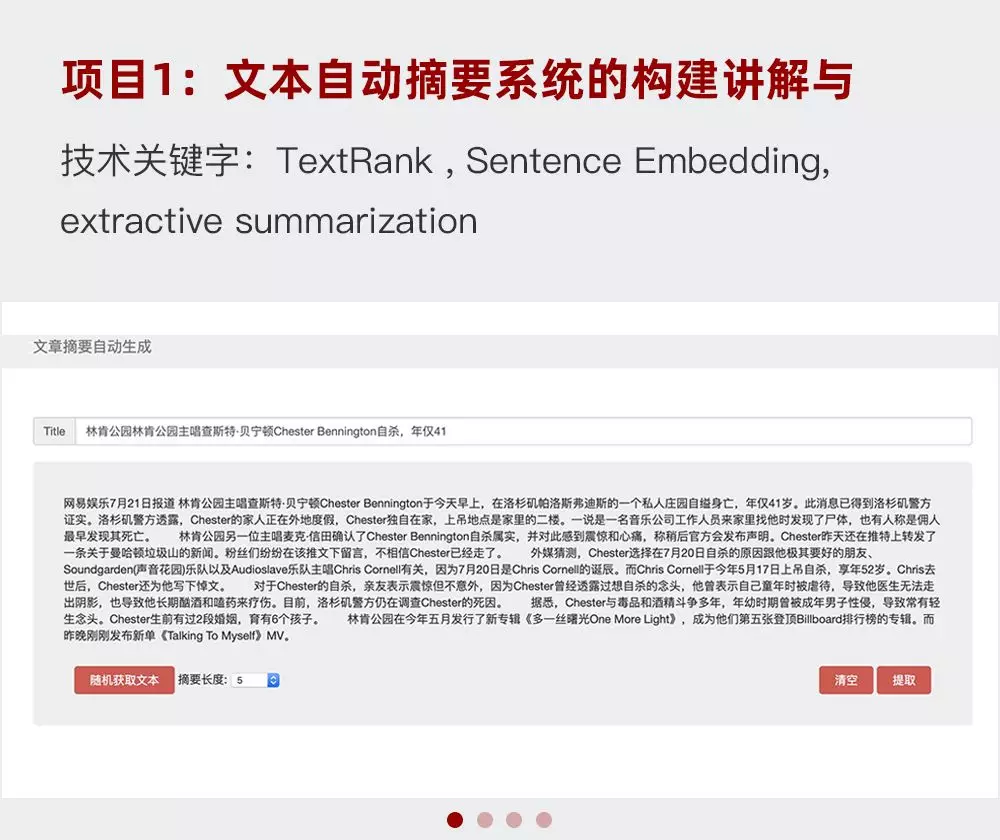 项目1：文本自动摘要系统的构建讲解与
技术关键字：TextRank , Sentence Embedding,
extractive summarization
文章摘要自动生成
Title 林肯公园林肯公园主唱查斯特·贝宁顿Chester Bennington自杀，年仅41
网易娱乐7月21日报道 林肯公园主唱查斯特·贝宁顿Chester Bennington于今天早上，在洛杉矶帕洛斯弗迪斯的一个私人庄园自缢身亡，年仅41岁。此消息已得到洛杉矶警方
证实。洛杉矶警方透露，Chester的家人正在外地度假，Chester独自在家，上吊地点是家里的二楼。一说是一名音乐公司工作人员来家里找他时发现了尸体，也有人称是佣人
最早发现其死亡。 林肯公园另一位主唱麦克·信田确认了Chester Bennington自杀属实，并对此感到震惊和心痛，称稍后官方会发布声明。Chester昨天还在推特上转发了
一条关于曼哈顿垃圾山的新闻。粉丝们纷纷在该推文下留言，不相信Chester已经走了。 外媒猜测，Chester选择在7月20日自杀的原因跟他极其要好的朋友、
Soundgarden(声音花园)乐队以及Audioslave乐队主唱Chris Cornell有关，因为7月20日是Chris Cornell的诞辰。而Chris Cornell于今年5月17日上吊自杀，享年52岁。Chris去
世后，Chester还为他写下悼文。 对于Chester的自杀，亲友表示震惊但不意外，因为Chester曾经透露过想自杀的念头，他曾表示自己童年时被虐待，导致他医生无法走
出阴影，也导致他长期酗酒和嗑药来疗伤。目前，洛杉矶警方仍在调查Chester的死因。 据悉，Chester与毒品和酒精斗争多年，年幼时期曾被成年男子性侵，导致常有轻
生念头。Chester生前有过2段婚姻，育有6个孩子。 林肯公园在今年五月发行了新专辑《多一丝曙光One More Light》，成为他们第五张登顶Billboard排行榜的专辑。而
昨晚刚刚发布新单《Talking To Myself》MV。
随机获取文本 摘要长度: 5 清空 提取